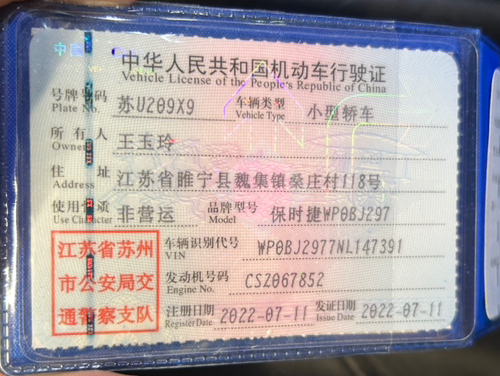 中华人民共和国机动车行驶证
Vehicle License of the People's Republic of China
号牌号码 苏U209X9 车辆类型 小型轿车
Plate No. Vehicle Type
所有人 王玉玲
Owner
住址 江苏省睢宁县魏集镇桑庄村118号
Address
使用性质 非营运 品牌型号 保时捷WP0BJ297
Use Character Model
江苏省苏州 车辆识别代号 WP0BJ2977NL147391
VIN
市公安局交 发动机号码 CSZ067852
Engine No.
通警察支队 注册日期 2022-07-11 发证日期 2022-07-11
Register Date Issue Date